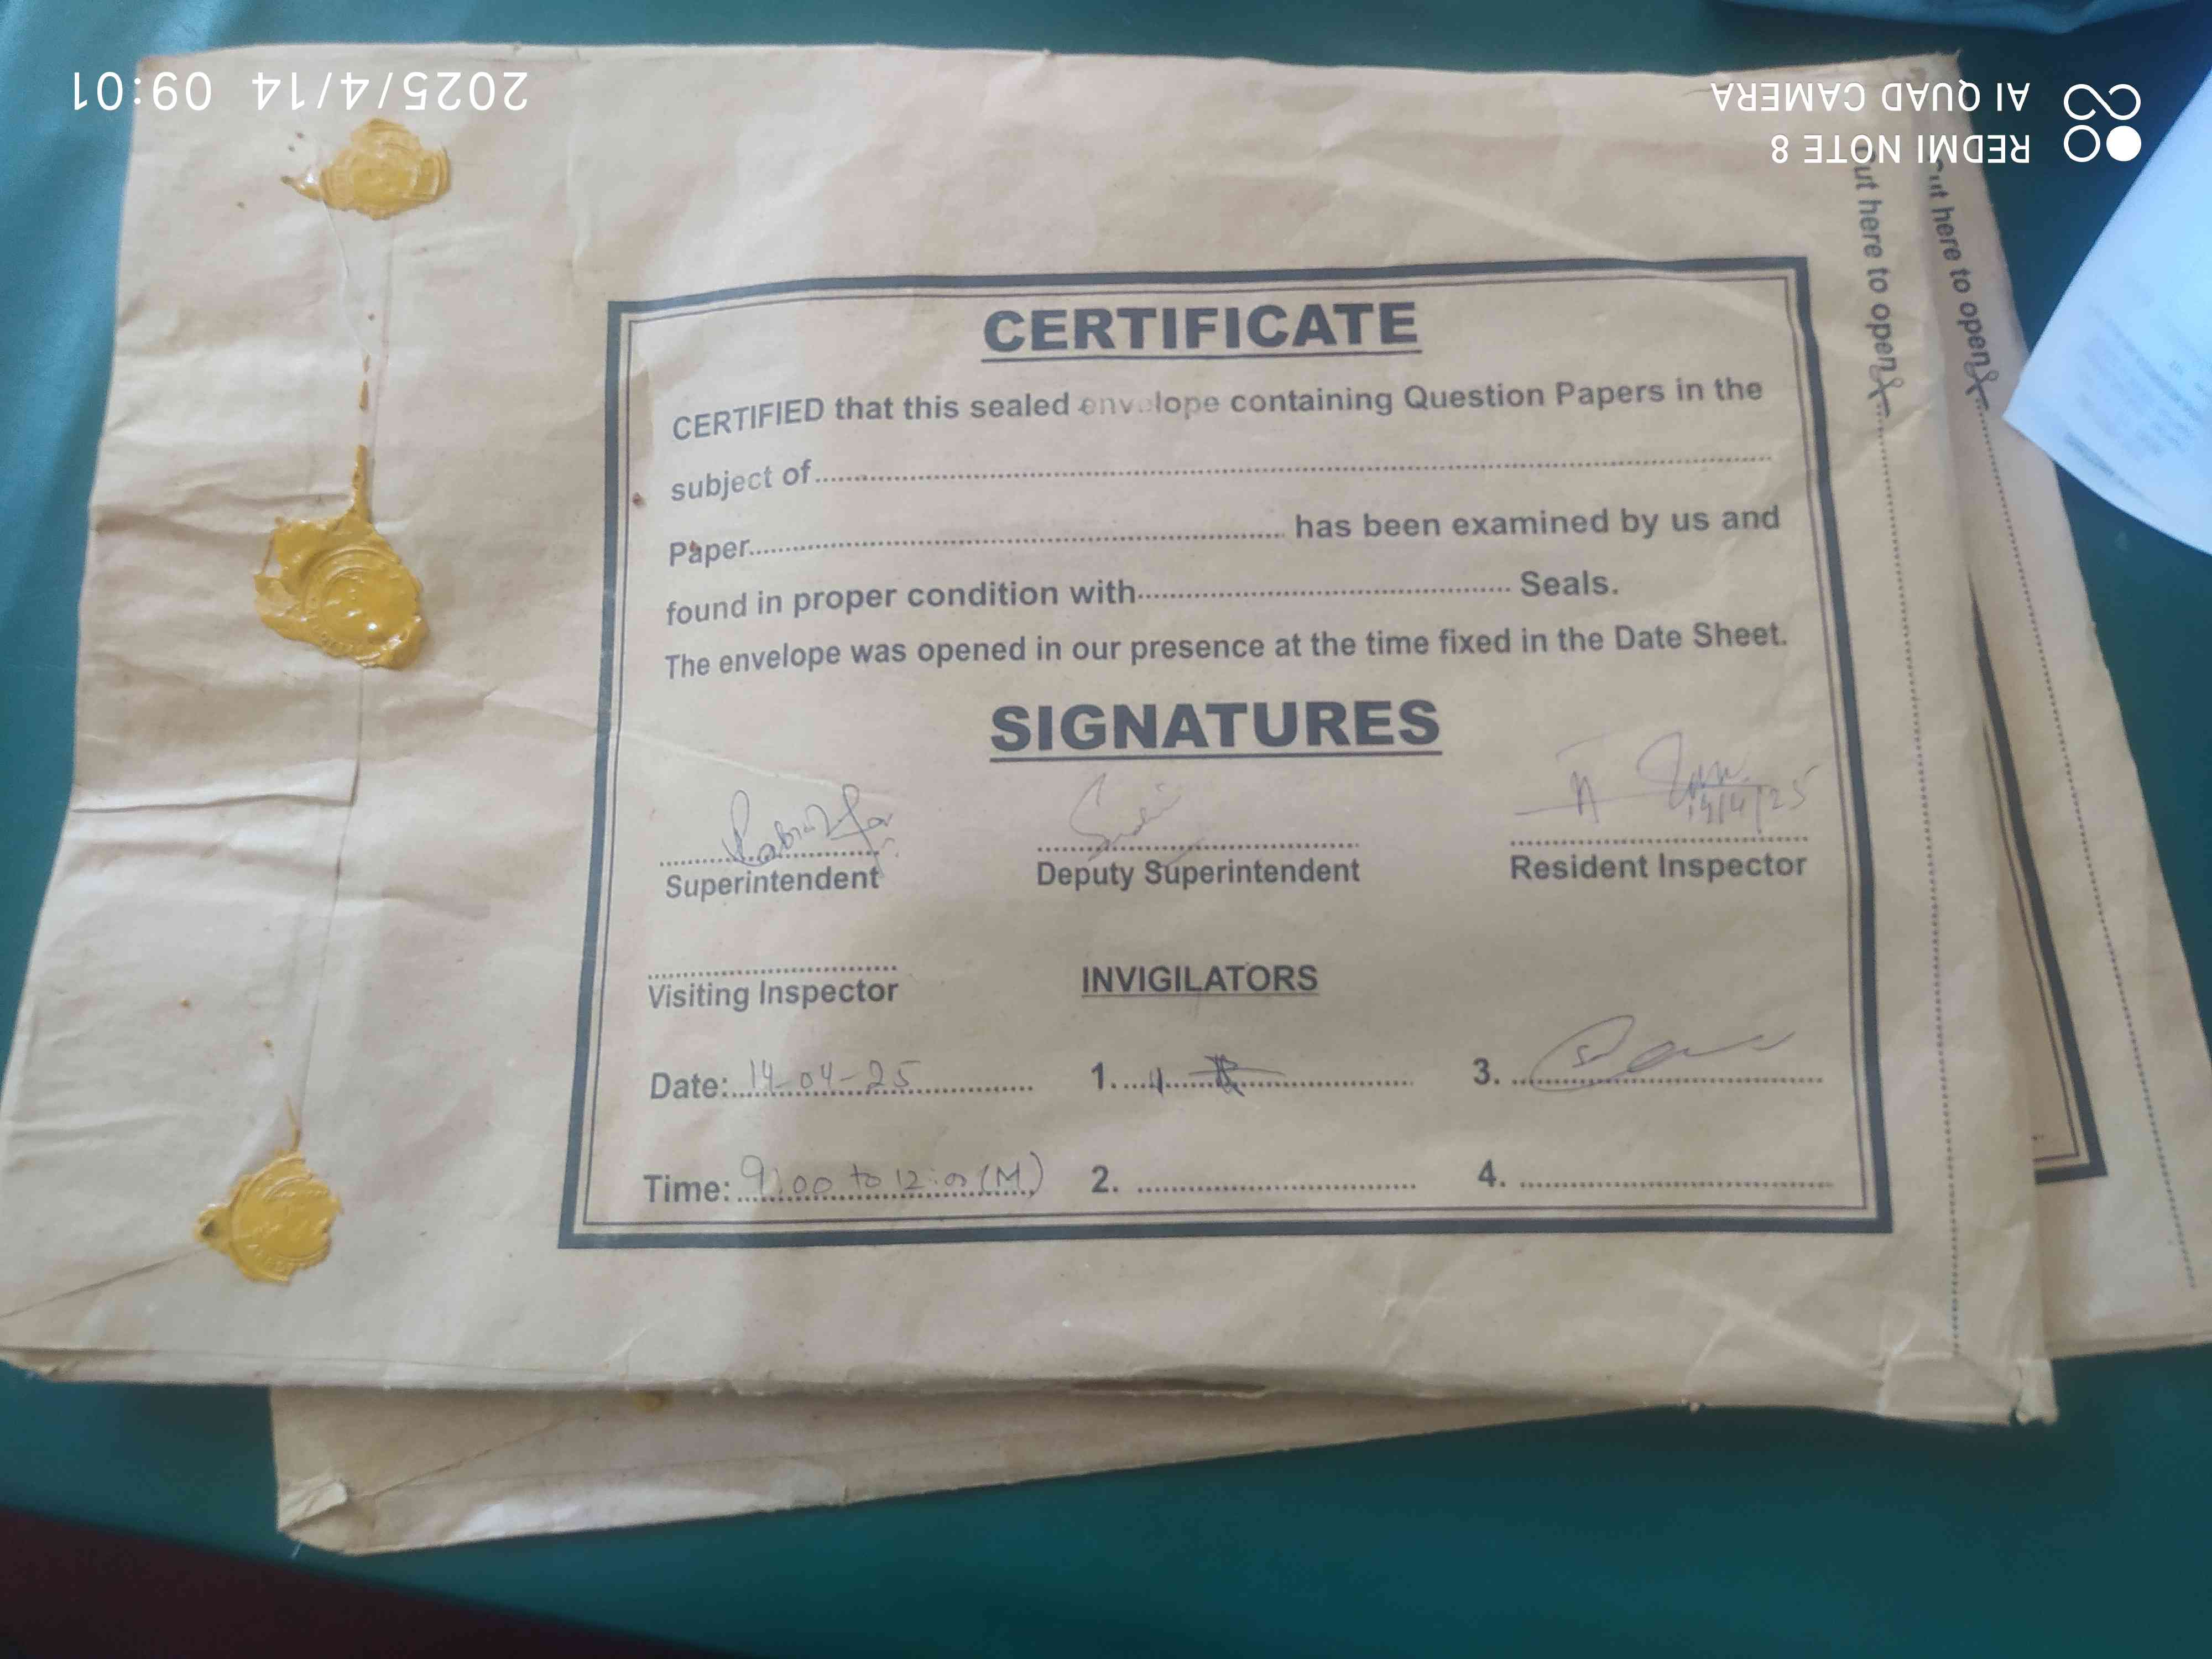 2025/4/14 09:01
REDMI NOTE 8
AI QUAD CAMERA
Cut here to open
ut here to open
CERTIFICATE
CERTIFIED that this sealed envelope containing Question Papers in the
subject of
Paper has been examined by us and
found in proper condition with Seals.
The envelope was opened in our presence at the time fixed in the Date Sheet.
SIGNATURES
14/4/25
Superintendent Deputy Superintendent Resident Inspector
Visiting Inspector INVIGILATORS
Date: 14-04-25 1. 3.
Time: 9:00 to 12:00 (M) 2. 4.